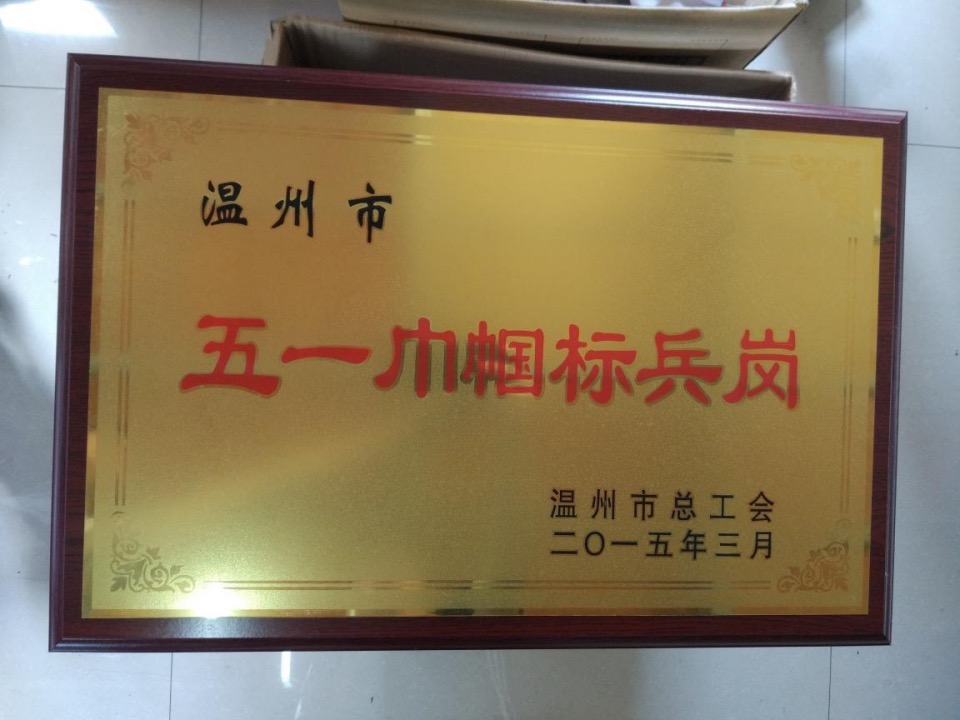 温州市
五一巾帼标兵岗
温州市总工会
二〇一五年三月